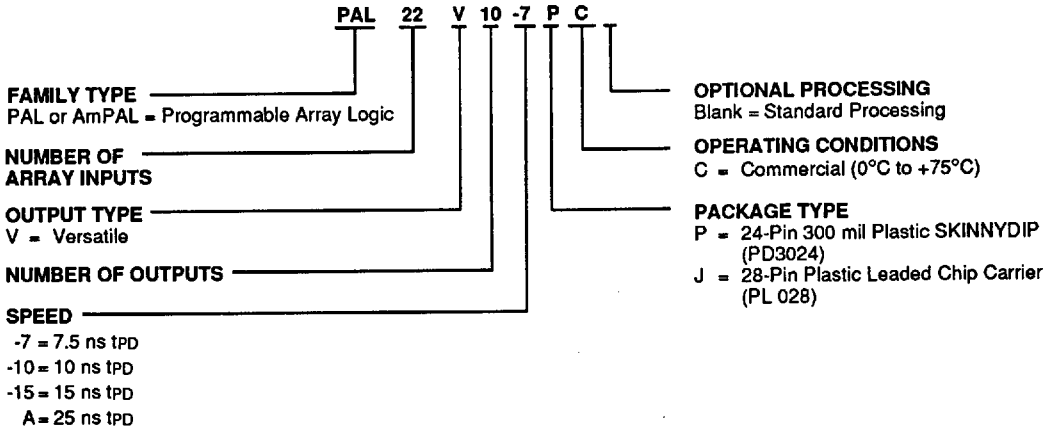 PAL 22 V 10 -7 P C
FAMILY TYPE
PAL or AmPAL = Programmable Array Logic
NUMBER OF
ARRAY INPUTS
OUTPUT TYPE
V = Versatile
NUMBER OF OUTPUTS
SPEED
-7 = 7.5 ns tPD
-10 = 10 ns tPD
-15 = 15 ns tPD
A = 25 ns tPD
OPTIONAL PROCESSING
Blank = Standard Processing
OPERATING CONDITIONS
C = Commercial (0°C to +75°C)
PACKAGE TYPE
P = 24-Pin 300 mil Plastic SKINNYDIP
(PD3024)
J = 28-Pin Plastic Leaded Chip Carrier
(PL 028)